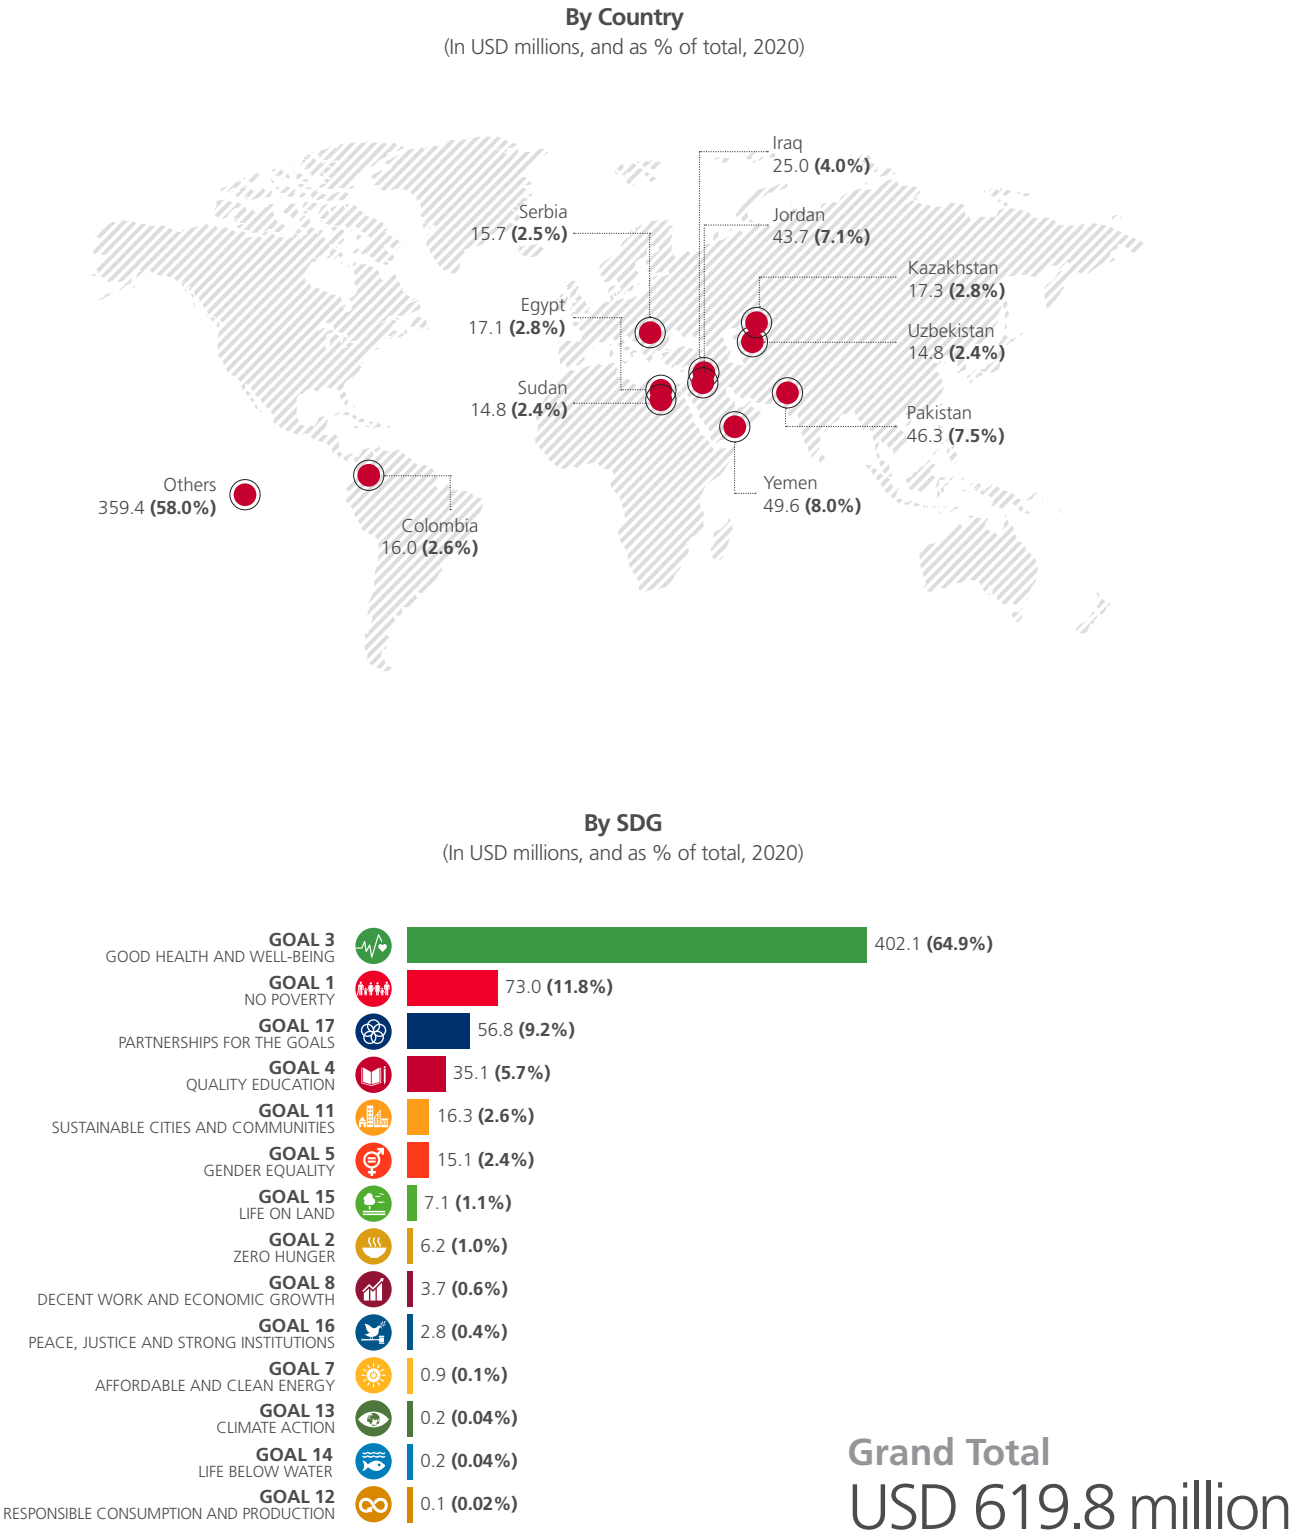 By Country
(In USD millions, and as % of total, 2020)
Iraq
25.0 (4.0%)
Serbia
15.7 (2.5%)
Jordan
43.7 (7.1%)
Kazakhstan
17.3 (2.8%)
Egypt
17.1 (2.8%)
Uzbekistan
14.8 (2.4%)
Sudan
14.8 (2.4%)
Pakistan
46.3 (7.5%)
Others
359.4 (58.0%)
Yemen
49.6 (8.0%)
Colombia
16.0 (2.6%)
By SDG
(In USD millions, and as % of total, 2020)
GOAL 3
GOOD HEALTH AND WELL-BEING
402.1 (64.9%)
GOAL 1
NO POVERTY
73.0 (11.8%)
GOAL 17
PARTNERSHIPS FOR THE GOALS
56.8 (9.2%)
GOAL 4
QUALITY EDUCATION
35.1 (5.7%)
GOAL 11
SUSTAINABLE CITIES AND COMMUNITIES
16.3 (2.6%)
GOAL 5
GENDER EQUALITY
15.1 (2.4%)
GOAL 15
LIFE ON LAND
7.1 (1.1%)
GOAL 2
ZERO HUNGER
6.2 (1.0%)
GOAL 8
DECENT WORK AND ECONOMIC GROWTH
3.7 (0.6%)
GOAL 16
PEACE, JUSTICE AND STRONG INSTITUTIONS
2.8 (0.4%)
GOAL 7
AFFORDABLE AND CLEAN ENERGY
0.9 (0.1%)
GOAL 13
CLIMATE ACTION
0.2 (0.04%)
GOAL 14
LIFE BELOW WATER
0.2 (0.04%)
GOAL 12
RESPONSIBLE CONSUMPTION AND PRODUCTION
0.1 (0.02%)
Grand Total
USD 619.8 million